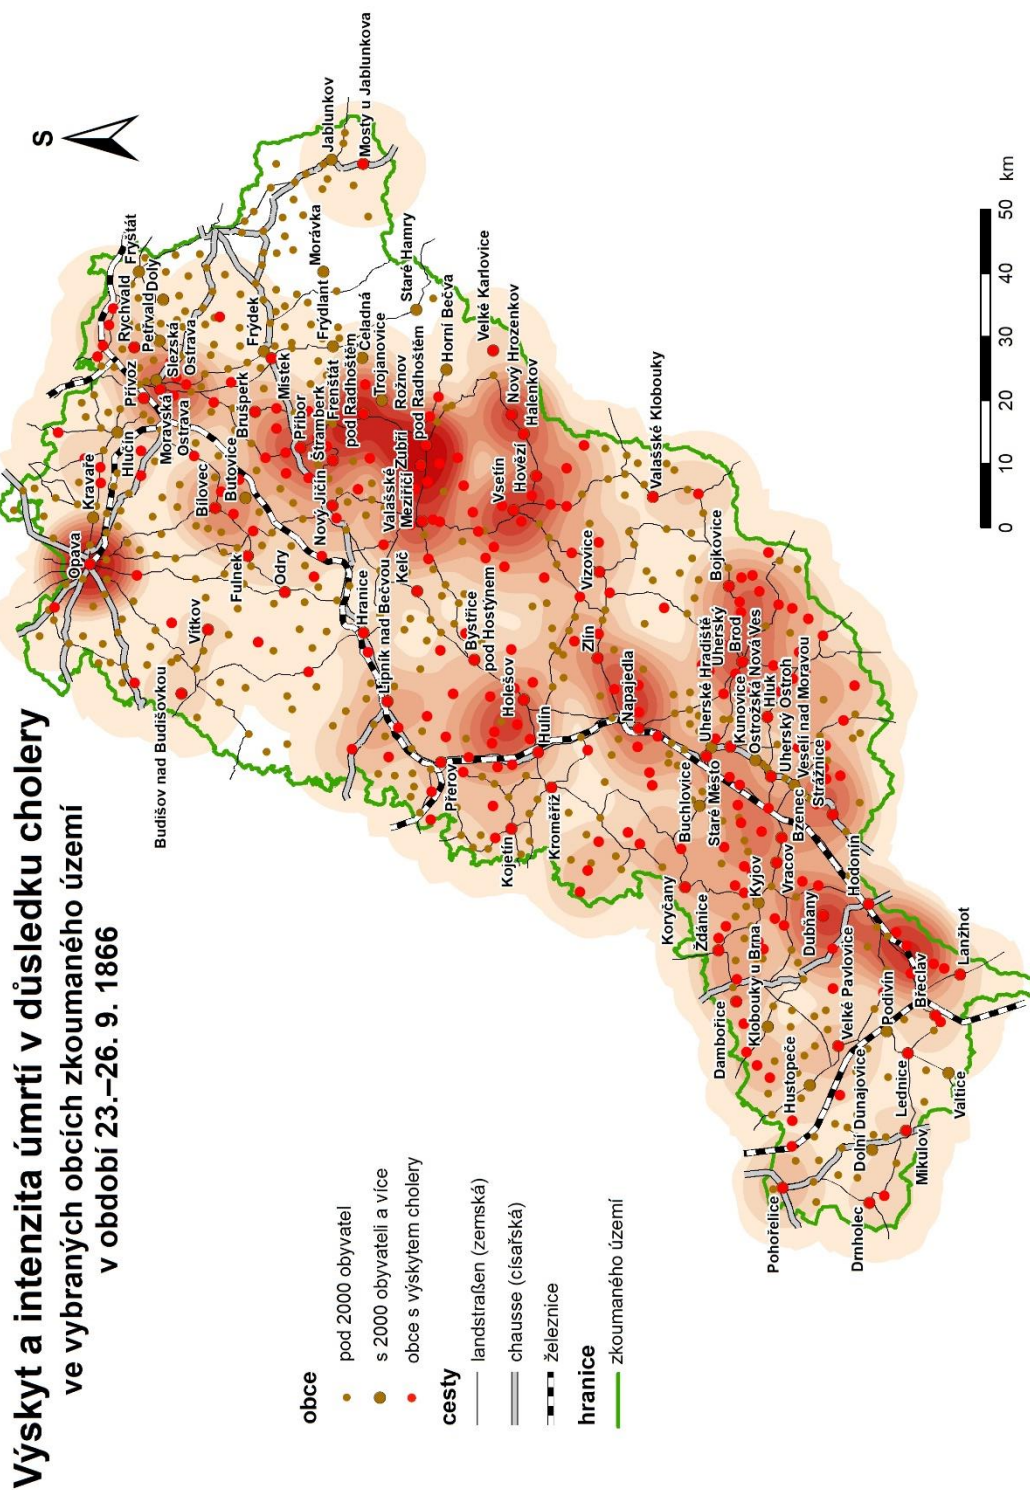 Výskyt a intenzita úmrtí v důsledku cholery
ve vybraných obcích zkoumaného území
v období 23.–26. 9. 1866
S
obce
pod 2000 obyvatel
s 2000 obyvateli a více
obce s výskytem cholery
cesty
landstraßen (zemská)
chausse (císařská)
železnice
hranice
zkoumaného území
0 10 20 30 40 50 km
Opava
Kravaře
Hlučín
Přívoz
Rychvald
Fryštát
Petřvald
Doly
Slezská
Ostrava
Moravská
Ostrava
Budišov nad Budišovkou
Vítkov
Bílovec
Butovice
Brušperk
Fulnek
Odry
Místek
Frýdek
Příbor
Štramberk
Nový Jičín
Frenštát
pod Radhoštěm
Frýdlant
Morávka
Čeladná
Trojanovice
Jablunkov
Mosty u Jablunkova
Staré Hamry
Rožnov
pod Radhoštěm
Zubří
Valašské
Meziříčí
Horní Bečva
Velké Karlovice
Nový Hrozenkov
Halenkov
Hovězí
Vsetín
Kelč
Hranice
Lipník nad Bečvou
Bystřice
pod Hostýnem
Holešov
Hulín
Přerov
Kojetín
Kroměříž
Vizovice
Zlín
Napajedla
Valašské Klobouky
Bojkovice
Uherský
Brod
Uherské Hradiště
Kunovice
Ostrožská Nová Ves
Hluk
Uherský Ostroh
Veselí nad Moravou
Strážnice
Bzenec
Staré Město
Buchlovice
Koryčany
Ždánice
Kyjov
Vracov
Dubňany
Hodonín
Dambořice
Klobouky u Brna
Velké Pavlovice
Hustopeče
Podivín
Břeclav
Lanžhot
Lednice
Valtice
Dolní Dunajovice
Mikulov
Pohořelice
Drnholec